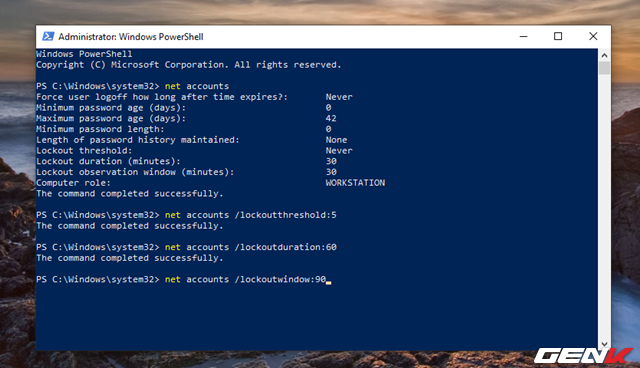 Administrator: Windows PowerShell
Windows PowerShell
Copyright (C) Microsoft Corporation. All rights reserved.
PS C:\Windows\system32> net accounts
Force user logoff how long after time expires?: Never
Minimum password age (days): 0
Maximum password age (days): 42
Minimum password length: 0
Length of password history maintained: None
Lockout threshold: Never
Lockout duration (minutes): 30
Lockout observation window (minutes): 30
Computer role: WORKSTATION
The command completed successfully.
PS C:\Windows\system32> net accounts /lockoutthreshold:5
The command completed successfully.
PS C:\Windows\system32> net accounts /lockoutduration:60
The command completed successfully.
PS C:\Windows\system32> net accounts /lockoutwindow:90
GENK